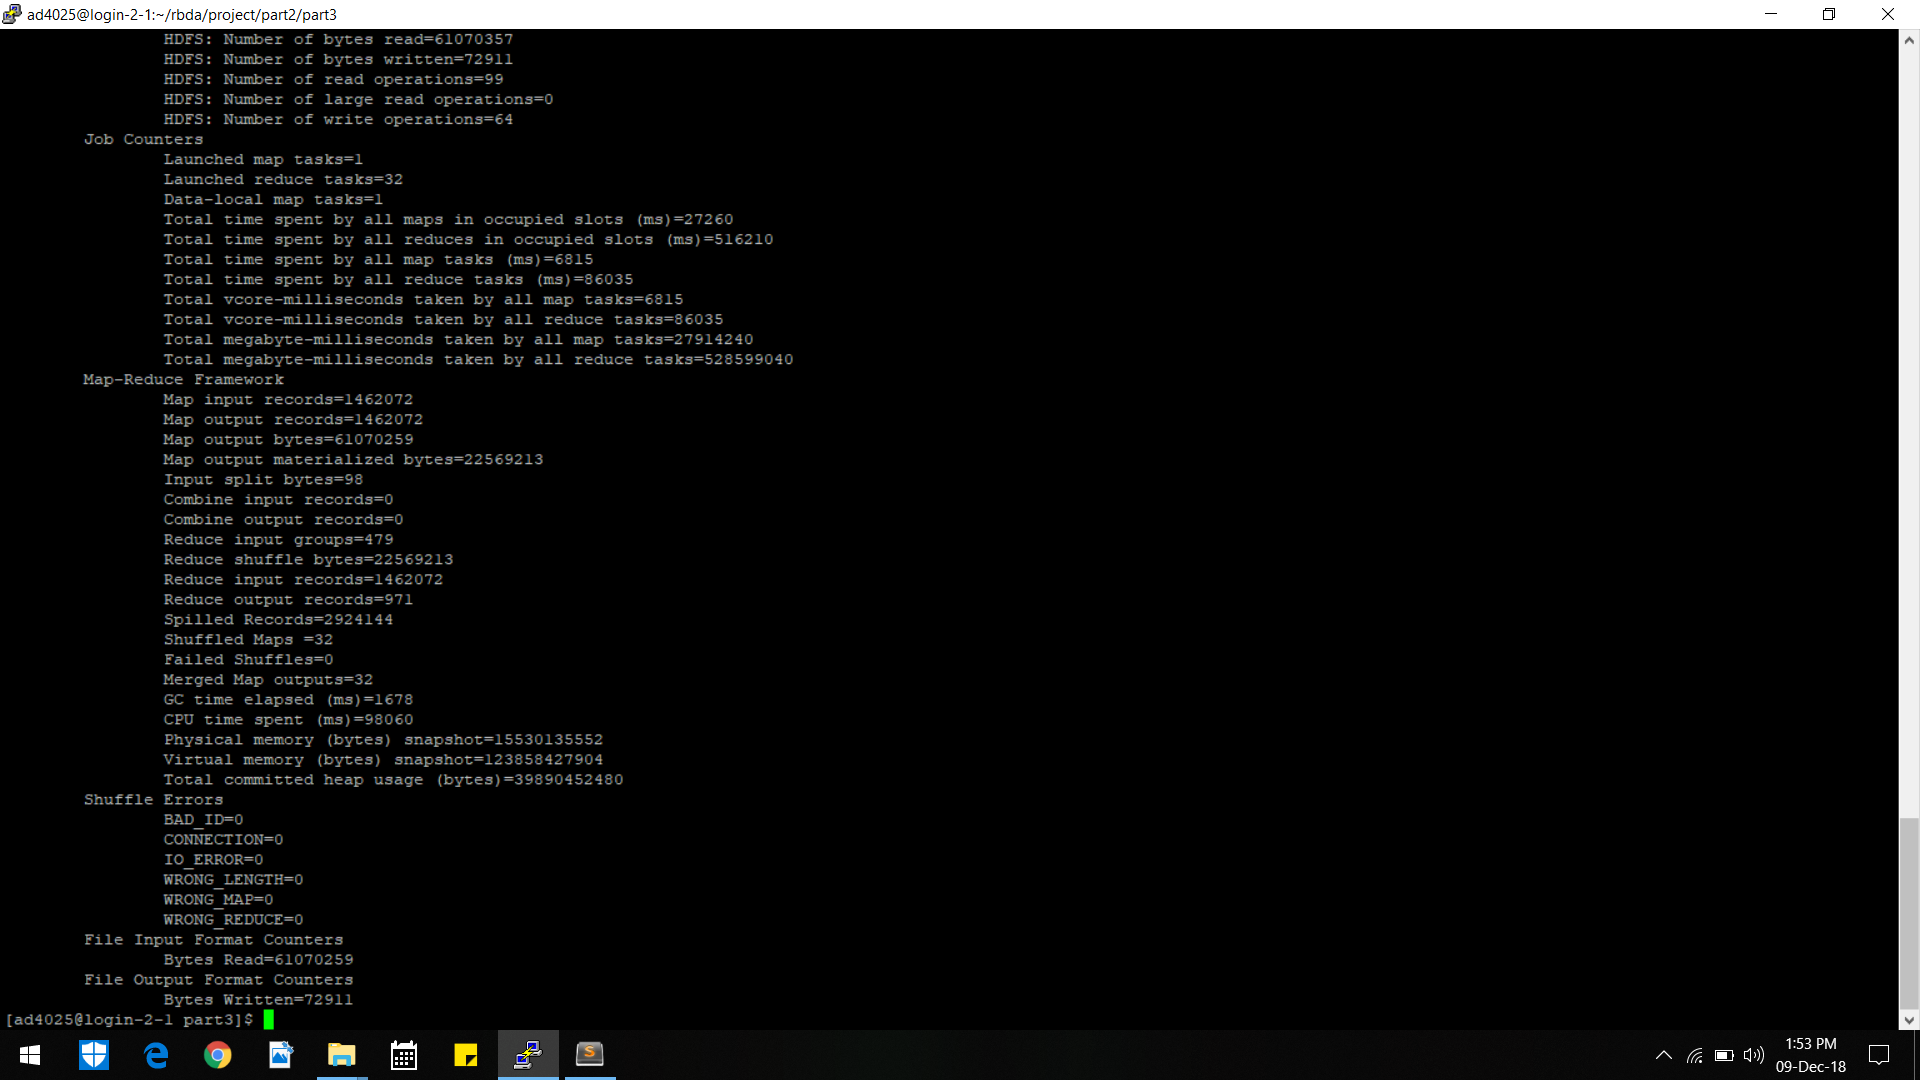 ad4025@login-2-1:~/rbda/project/part2/part3
HDFS: Number of bytes read=61070357
HDFS: Number of bytes written=72911
HDFS: Number of read operations=99
HDFS: Number of large read operations=0
HDFS: Number of write operations=64
Job Counters
Launched map tasks=1
Launched reduce tasks=32
Data-local map tasks=1
Total time spent by all maps in occupied slots (ms)=27260
Total time spent by all reduces in occupied slots (ms)=516210
Total time spent by all map tasks (ms)=6815
Total time spent by all reduce tasks (ms)=86035
Total vcore-milliseconds taken by all map tasks=6815
Total vcore-milliseconds taken by all reduce tasks=86035
Total megabyte-milliseconds taken by all map tasks=27914240
Total megabyte-milliseconds taken by all reduce tasks=528599040
Map-Reduce Framework
Map input records=1462072
Map output records=1462072
Map output bytes=61070259
Map output materialized bytes=22569213
Input split bytes=98
Combine input records=0
Combine output records=0
Reduce input groups=479
Reduce shuffle bytes=22569213
Reduce input records=1462072
Reduce output records=971
Spilled Records=2924144
Shuffled Maps =32
Failed Shuffles=0
Merged Map outputs=32
GC time elapsed (ms)=1678
CPU time spent (ms)=98060
Physical memory (bytes) snapshot=15530135552
Virtual memory (bytes) snapshot=123858427904
Total committed heap usage (bytes)=39890452480
Shuffle Errors
BAD_ID=0
CONNECTION=0
IO_ERROR=0
WRONG_LENGTH=0
WRONG_MAP=0
WRONG_REDUCE=0
File Input Format Counters
Bytes Read=61070259
File Output Format Counters
Bytes Written=72911
[ad4025@login-2-1 part3]$
1:53 PM
09-Dec-18